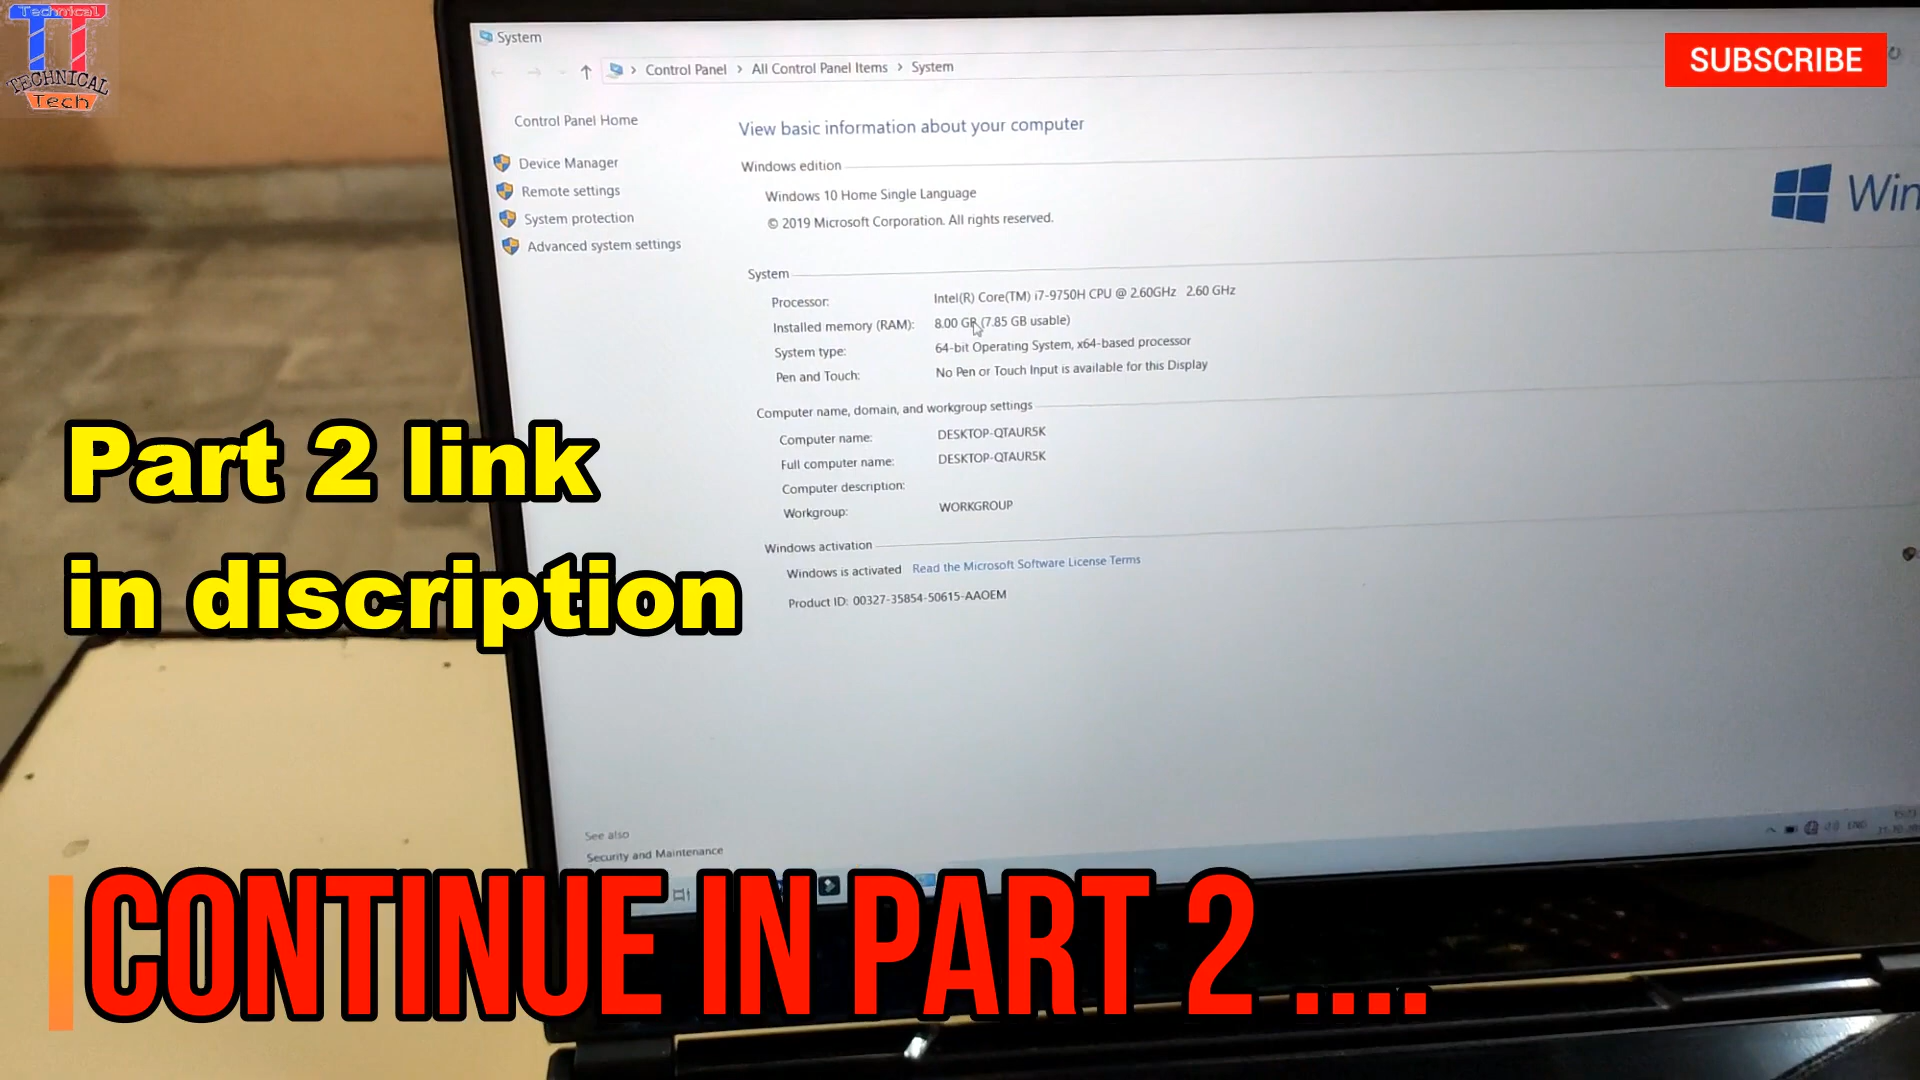 Technical
TECHNICAL
Tech
System
Control Panel > All Control Panel Items > System
SUBSCRIBE
Control Panel Home
Device Manager
Remote settings
System protection
Advanced system settings
View basic information about your computer
Windows edition
Windows 10 Home Single Language
© 2019 Microsoft Corporation. All rights reserved.
Win
System
Processor: Intel(R) Core(TM) i7-9750H CPU @ 2.60GHz 2.60 GHz
Installed memory (RAM): 8.00 GB (7.85 GB usable)
System type: 64-bit Operating System, x64-based processor
Pen and Touch: No Pen or Touch Input is available for this Display
Computer name, domain, and workgroup settings
Computer name: DESKTOP-QTAUR5K
Full computer name: DESKTOP-QTAUR5K
Computer description:
Workgroup: WORKGROUP
Windows activation
Windows is activated Read the Microsoft Software License Terms
Product ID: 00327-35854-50615-AAOEM
Part 2 link
in discription
See also
Security and Maintenance
ENG
CONTINUE IN PART 2 ....